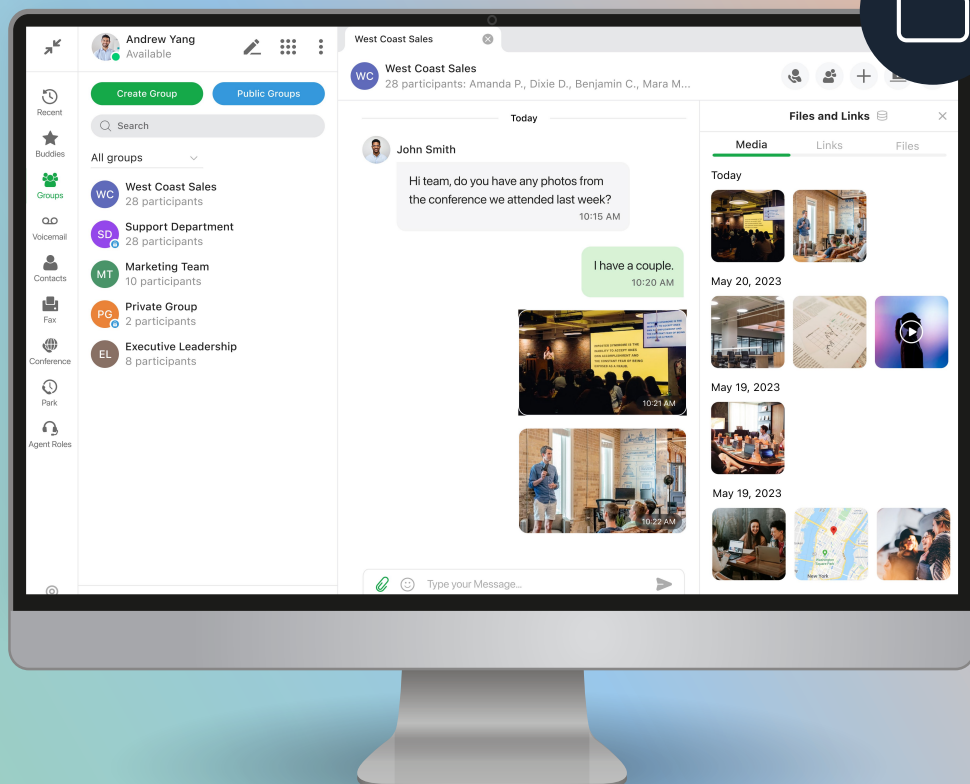 Andrew Yang
Available
Create Group
Public Groups
Search
All groups
WC
West Coast Sales
28 participants
SD
Support Department
28 participants
MT
Marketing Team
10 participants
PG
Private Group
2 participants
EL
Executive Leadership
8 participants
Recent
Buddies
Groups
Voicemail
Contacts
Fax
Conference
Park
Agent Roles
West Coast Sales
WC
West Coast Sales
28 participants: Amanda P., Dixie D., Benjamin C., Mara M...
Today
John Smith
Hi team, do you have any photos from
the conference we attended last week?
10:15 AM
I have a couple.
10:20 AM
10:21 AM
10:22 AM
Type your Message...
Files and Links
Media
Links
Files
Today
May 20, 2023
May 19, 2023
May 19, 2023
New York